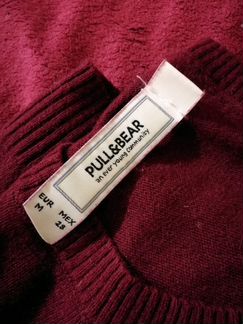 PULL&BEAR
an ever young community
EUR MEX
M 28